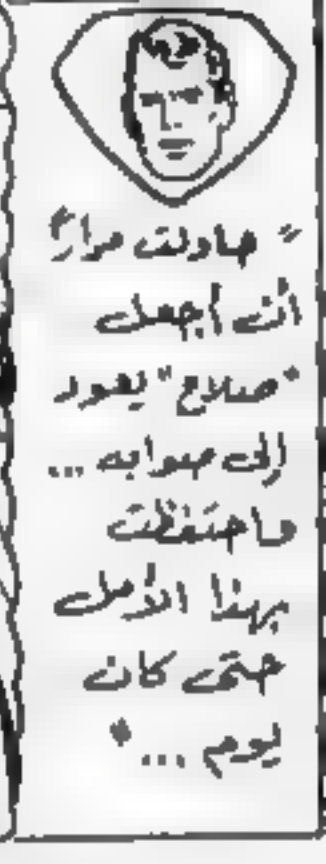 "حاولت مراراً
أن أجعل
"صلاح" يعود
إلى صوابه ...
واحتفظت
بهذا الأمل
حتى كان
يوم ..."